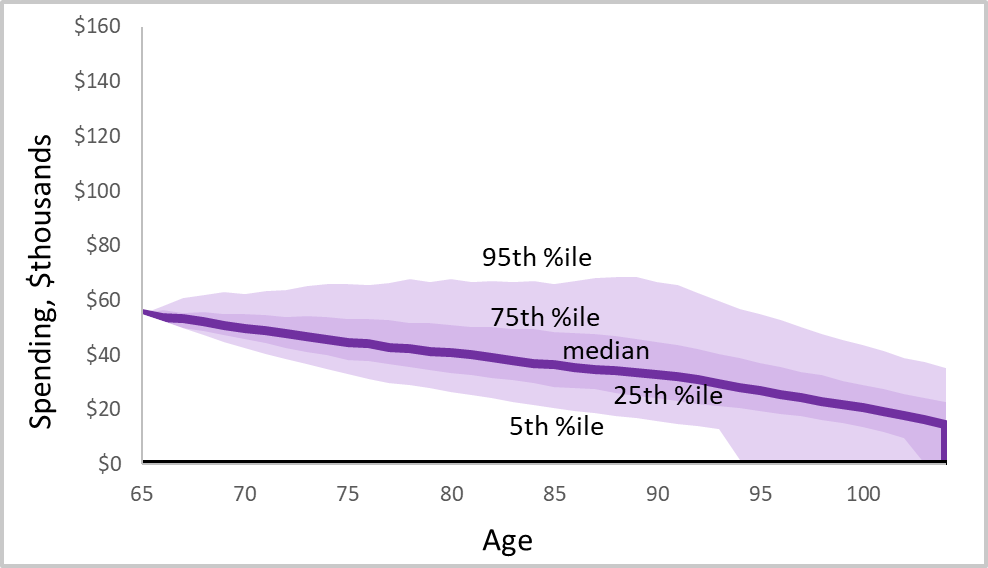 $160
$140
$120
$100
$80
$60
$40
$20
$0
Spending, $thousands
95th %ile
75th %ile
median
25th %ile
5th %ile
65 70 75 80 85 90 95 100
Age